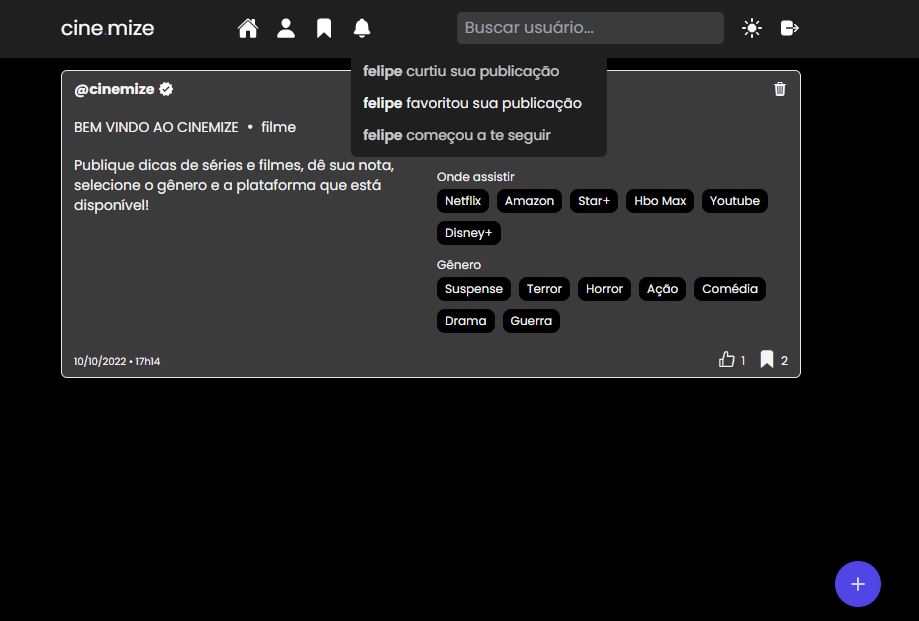 cine.mize
Buscar usuário...
felipe curtiu sua publicação
felipe favoritou sua publicação
felipe começou a te seguir
@cinemize
BEM VINDO AO CINEMIZE • filme
Publique dicas de séries e filmes, dê sua nota,
selecione o gênero e a plataforma que está
disponível!
Onde assistir
Netflix Amazon Star+ Hbo Max Youtube
Disney+
Gênero
Suspense Terror Horror Ação Comédia
Drama Guerra
10/10/2022 • 17h14
1 2